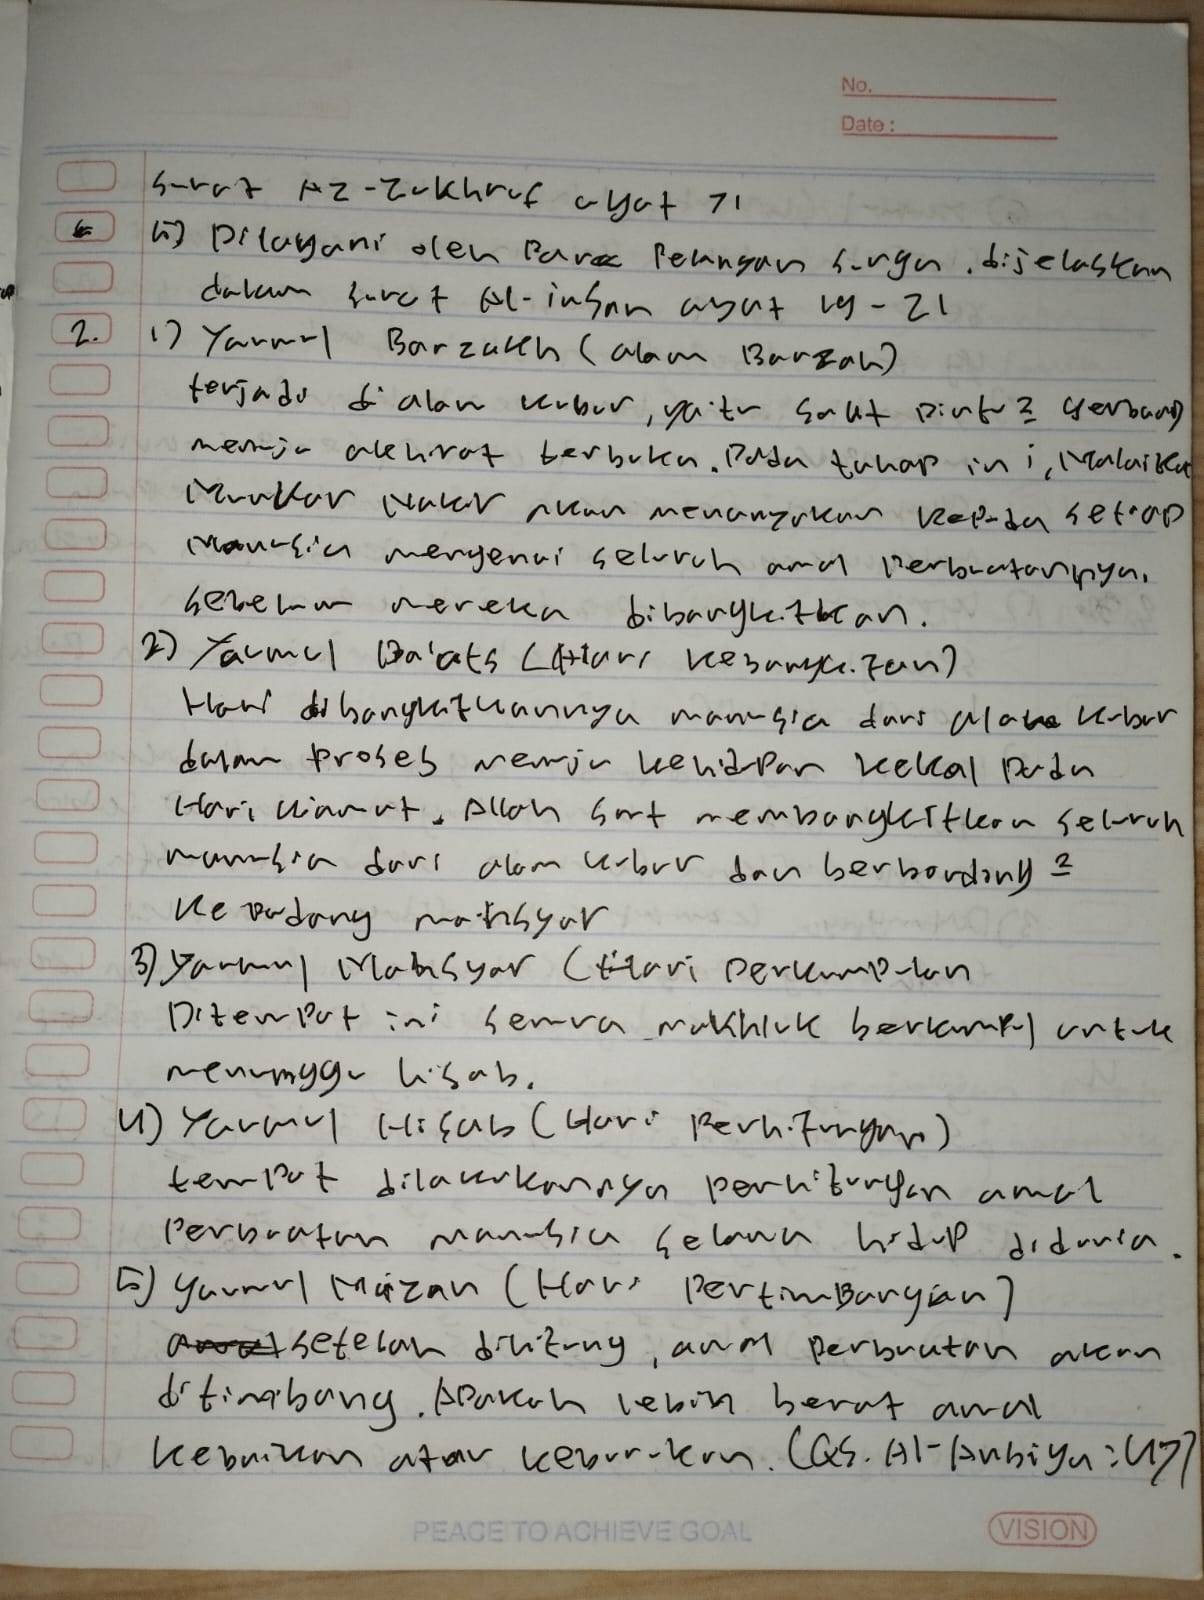 No.
Date :
surat Az-Zukhruf ayat 71
5) Dilayani oleh Para Pelayan surga. dijelaskan
dalam surat Al-insan ayat 19-21
2. 1) Yaumul Barzakh (alam Barzah)
terjadi di alam kubur, yaitu saat Pintu2 gerbang
menuju akhirat terbuka. Pada tahap ini, Malaikat
Munkar Nakir akan menanyakan kepada setiap
Manusia mengenai seluruh amal Perbuatannya,
sebelum mereka dibangkitkan.
2) Yaumul Ba'ats (Hari Kebangkitan)
Hari dibangkitkannya manusia dari alam kubur
dalam Proses menuju kehidupan kekal Pada
Hari kiamat. Allah swt membangkitkan seluruh
manusia dari alam kubur dan berbondong2
ke padang mahsyar
3) Yaumul Mahsyar (Hari Perkumpulan
Ditempat ini semua makhluk berkumpul untuk
menunggu hisab.
4) Yaumul Hisab (Hari Perhitungan)
tempat dilakukannya perhitungan amal
Perbuatan manusia selama hidup didunia.
5) Yaumul Mizan (Hari Pertimbangan)
setelah dihitung, amal perbuatan akan
ditimbang. Apakah lebih berat amal
kebaikan atau keburukan. (QS. Al-Anbiya:47)
PEACE TO ACHIEVE GOAL
VISION